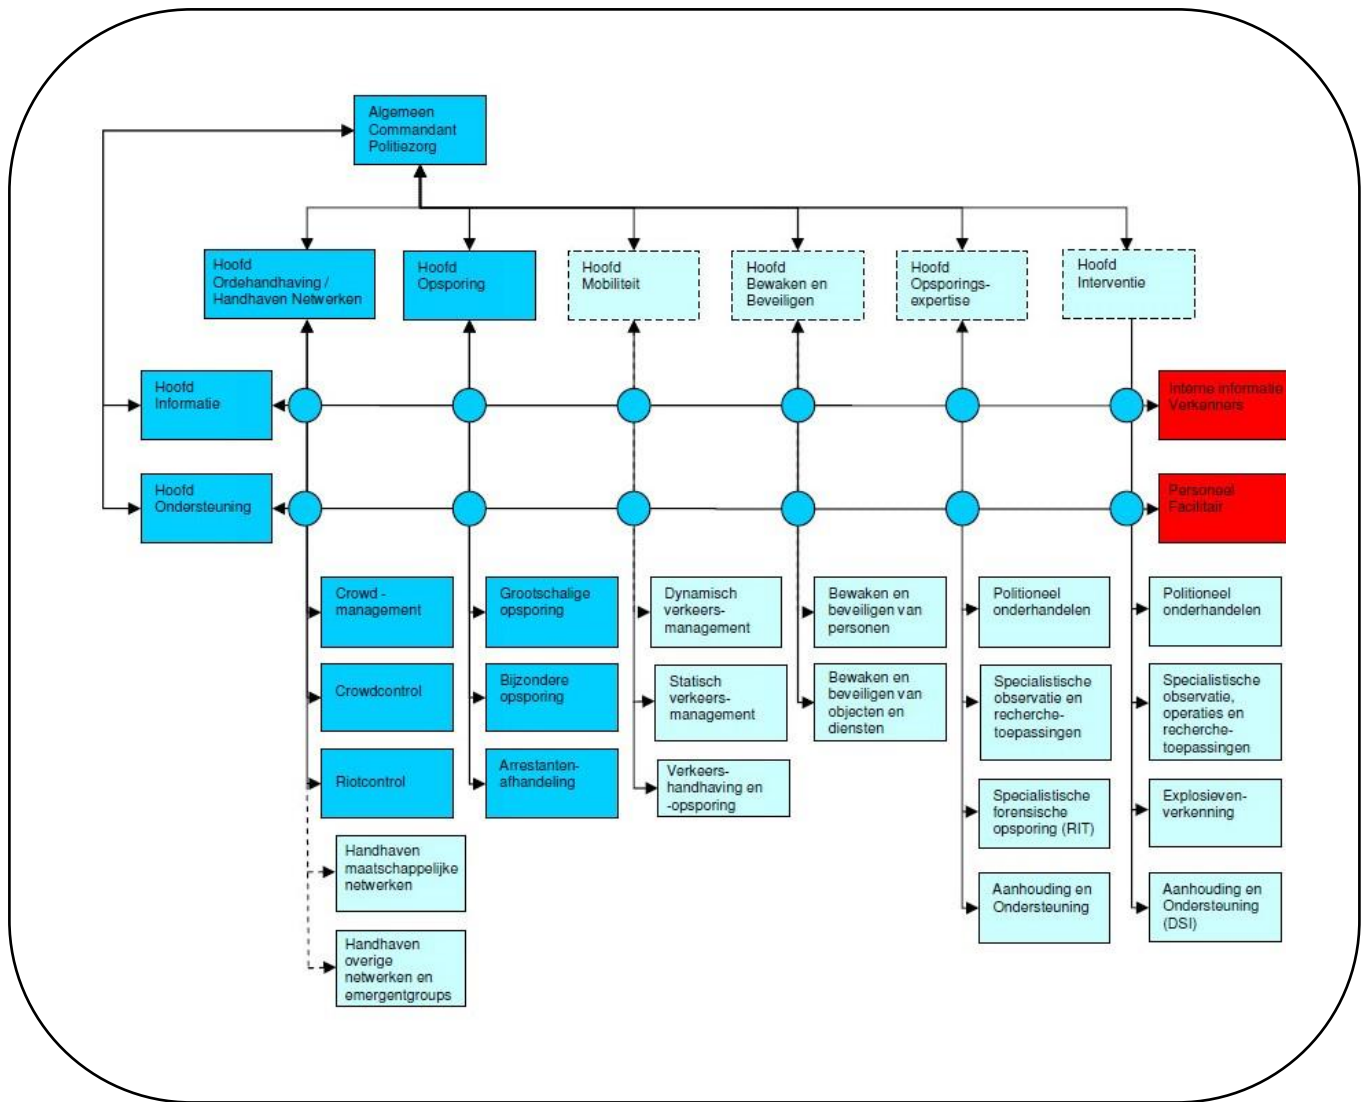 Algemeen
Commandant
Politiezorg
Hoofd
Ordehandhaving /
Handhaven Netwerken
Hoofd
Opsporing
Hoofd
Mobiliteit
Hoofd
Bewaken en
Beveiligen
Hoofd
Opsporings-
expertise
Hoofd
Interventie
Hoofd
Informatie
Interne informatie
Verkenners
Hoofd
Ondersteuning
Personeel
Facilitair
Crowd -
management
Crowdcontrol
Riotcontrol
Handhaven
maatschappelijke
netwerken
Handhaven
overige
netwerken en
emergentgroups
Grootschalige
opsporing
Bijzondere
opsporing
Arrestanten-
afhandeling
Dynamisch
verkeers-
management
Statisch
verkeers-
management
Verkeers-
handhaving en
-opsporing
Bewaken en
beveiligen van
personen
Bewaken en
beveiligen van
objecten en
diensten
Politioneel
onderhandelen
Specialistische
observatie en
recherche-
toepassingen
Specialistische
forensische
opsporing (RIT)
Aanhouding en
Ondersteuning
Politioneel
onderhandelen
Specialistische
observatie,
operaties en
recherche-
toepassingen
Explosieven-
verkenning
Aanhouding en
Ondersteuning
(DSI)